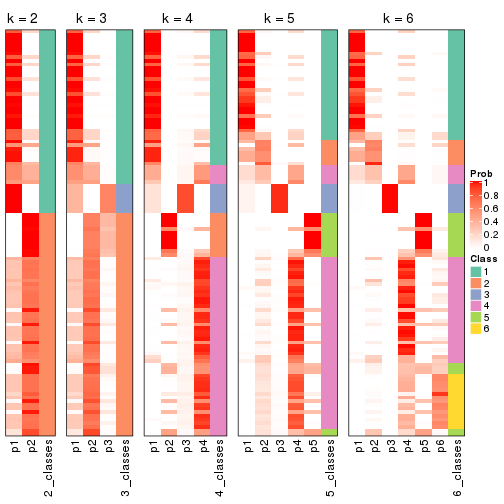 k = 2
k = 3
k = 4
k = 5
k = 6
Prob
1
0.8
0.6
0.4
0.2
0
Class
1
2
3
4
5
6
p1
p2
2_classes
p1
p2
p3
3_classes
p1
p2
p3
p4
4_classes
p1
p2
p3
p4
p5
5_classes
p1
p2
p3
p4
p5
p6
6_classes